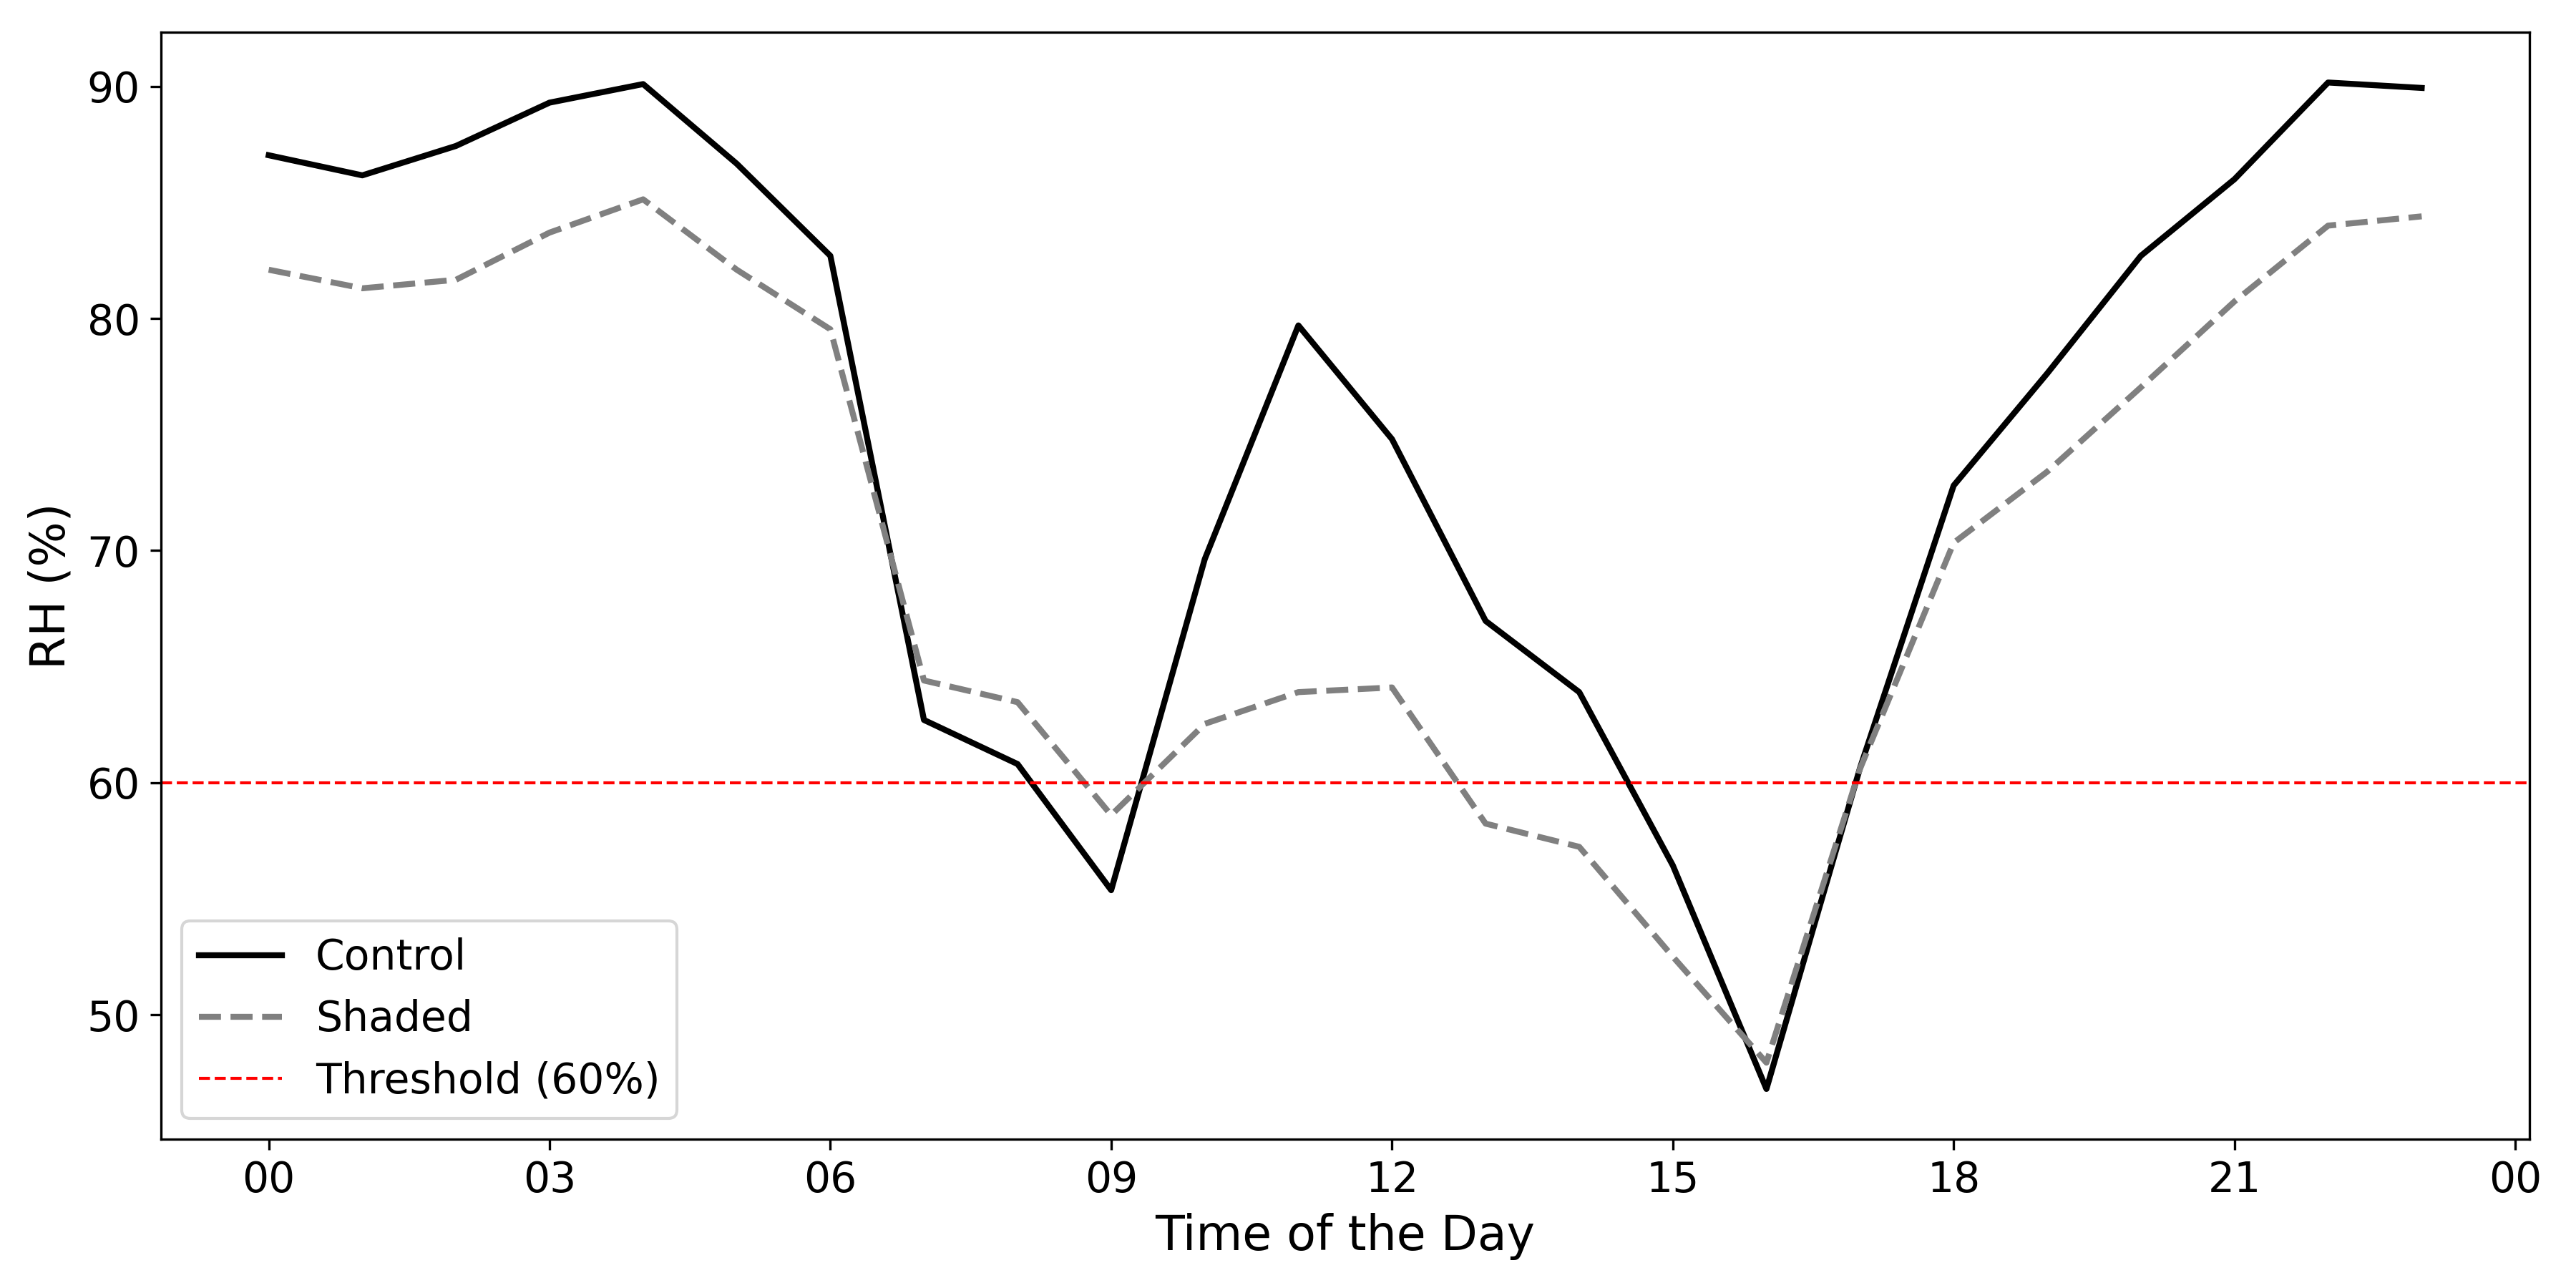 90
80
70
60
50
RH (%)
Control
Shaded
Threshold (60%)
00 03 06 09 12 15 18 21 00
Time of the Day